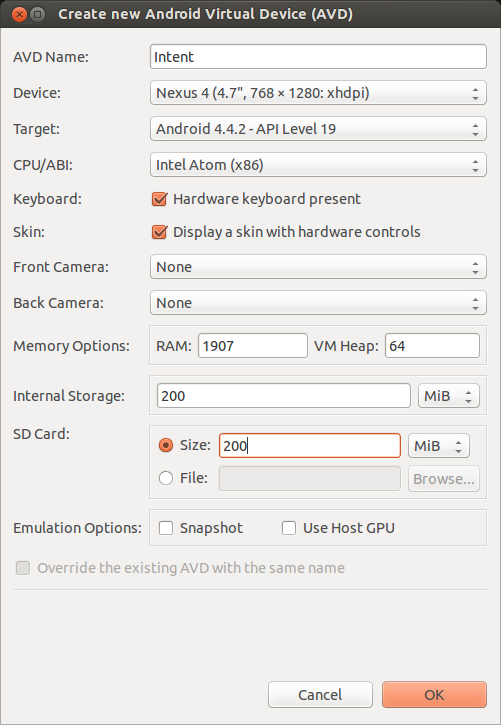 Create new Android Virtual Device (AVD)
AVD Name: Intent
Device: Nexus 4 (4.7", 768 × 1280: xhdpi)
Target: Android 4.4.2 - API Level 19
CPU/ABI: Intel Atom (x86)
Keyboard: Hardware keyboard present
Skin: Display a skin with hardware controls
Front Camera: None
Back Camera: None
Memory Options: RAM: 1907 VM Heap: 64
Internal Storage: 200 MiB
SD Card:
Size: 200 MiB
File: Browse...
Emulation Options: Snapshot Use Host GPU
Override the existing AVD with the same name
Cancel OK